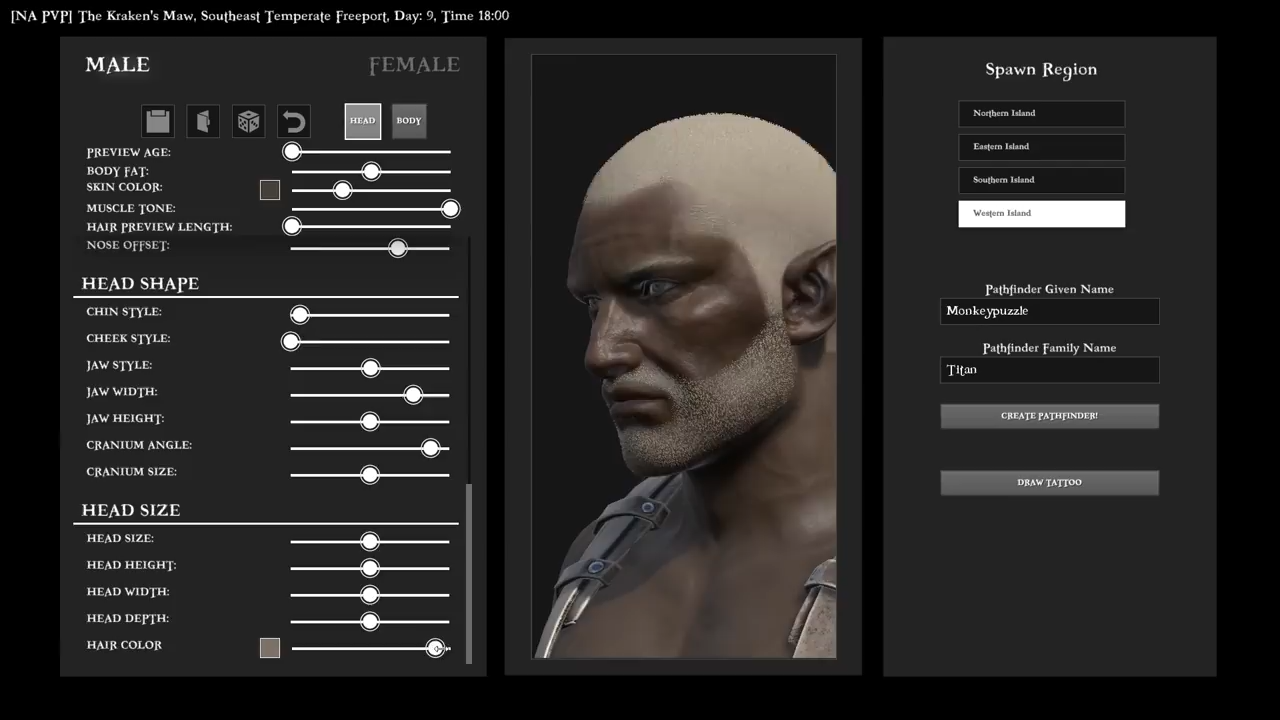 [NA PVP] The Kraken's Maw, Southeast Temperate Freeport, Day: 9, Time 18:00
MALE
FEMALE
HEAD
BODY
PREVIEW AGE:
BODY FAT:
SKIN COLOR:
MUSCLE TONE:
HAIR PREVIEW LENGTH:
NOSE OFFSET:
HEAD SHAPE
CHIN STYLE:
CHEEK STYLE:
JAW STYLE:
JAW WIDTH:
JAW HEIGHT:
CRANIUM ANGLE:
CRANIUM SIZE:
HEAD SIZE
HEAD SIZE:
HEAD HEIGHT:
HEAD WIDTH:
HEAD DEPTH:
HAIR COLOR
Spawn Region
Northern Island
Eastern Island
Southern Island
Western Island
Pathfinder Given Name
Monkeypuzzle
Pathfinder Family Name
Titan
CREATE PATHFINDER!
DRAW TATTOO